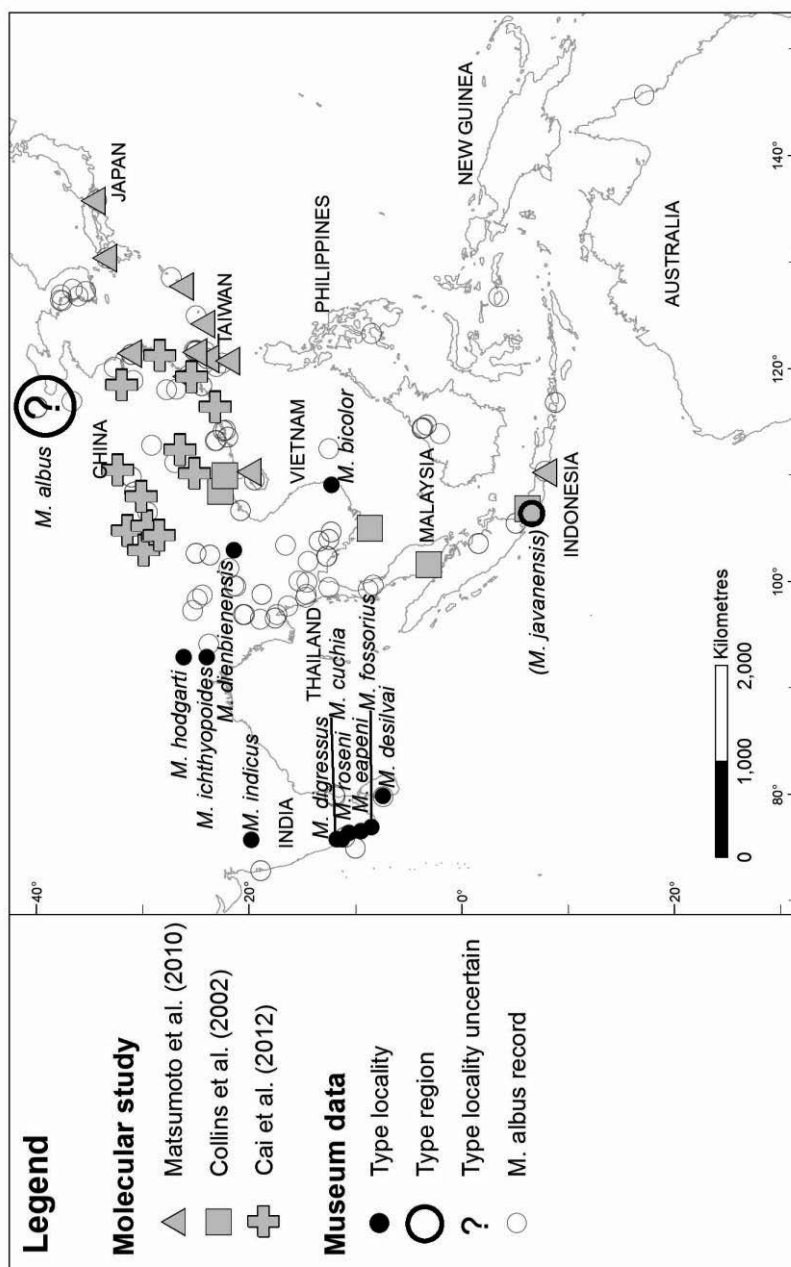 Legend
Molecular study
Matsumoto et al. (2010)
Collins et al. (2002)
Cai et al. (2012)
Museum data
Type locality
Type region
? Type locality uncertain
M. albus record
40°
20°
0°
20°
80°
100°
120°
140°
JAPAN
?
M. albus
CHINA
TAIWAN
PHILIPPINES
NEW GUINEA
VIETNAM
M. bicolor
M. hodgarti
M. ichthyopoides
M. dienbienensis
M. indicus
INDIA
THAILAND
M. digressus
M. roseni
M. cuchia
M. eapeni
M. fossorius
M. desilvai
MALAYSIA
INDONESIA
(M. javanensis)
AUSTRALIA
0
1,000
2,000
Kilometres